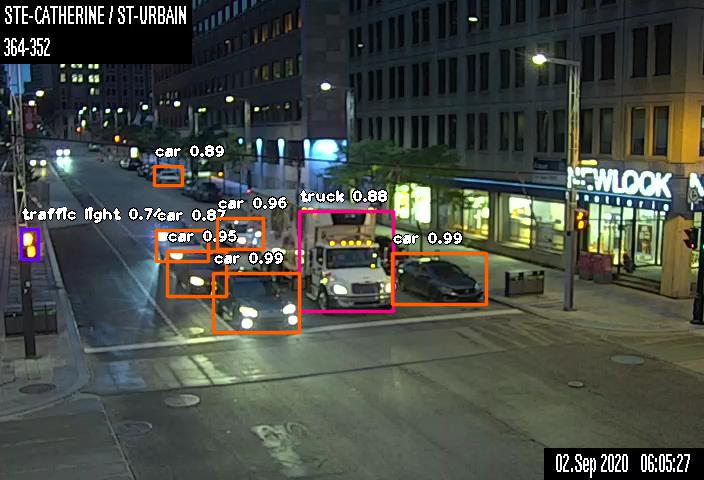 STE-CATHERINE / ST-URBAIN
364-352
car 0.89
car 0.96
truck 0.88
traffic light 0.74
car 0.87
car 0.95
car 0.99
car 0.99
NEWLOOK
02.Sep 2020 06:05:27